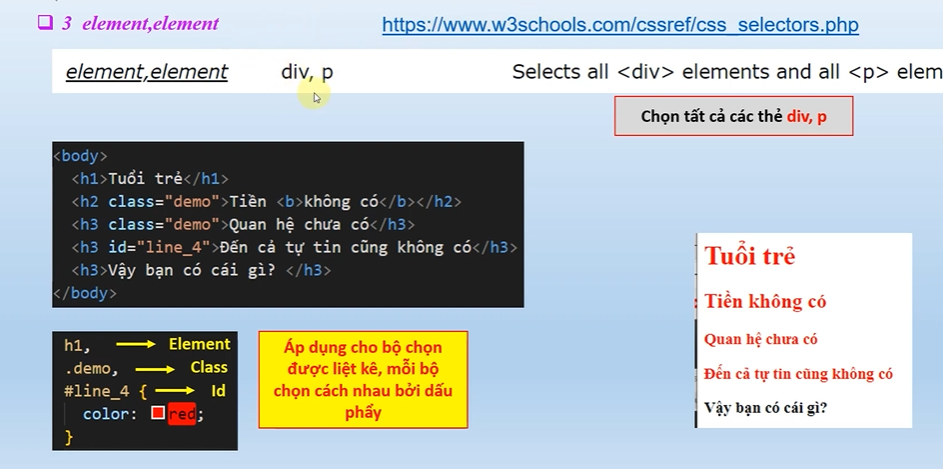 3 element,element
https://www.w3schools.com/cssref/css_selectors.php
element,element div, p Selects all <div> elements and all <p> elem
Chọn tất cả các thẻ div, p
<body>
<h1>Tuổi trẻ</h1>
<h2 class="demo">Tiền <b>không có</b></h2>
<h3 class="demo">Quan hệ chưa có</h3>
<h3 id="line_4">Đến cả tự tin cũng không có</h3>
<h3>Vậy bạn có cái gì? </h3>
</body>
Tuổi trẻ
Tiền không có
Quan hệ chưa có
Đến cả tự tin cũng không có
Vậy bạn có cái gì?
h1, Element
.demo, Class
#line_4 { Id
color: red;
}
Áp dụng cho bộ chọn
được liệt kê, mỗi bộ
chọn cách nhau bởi dấu
phẩy